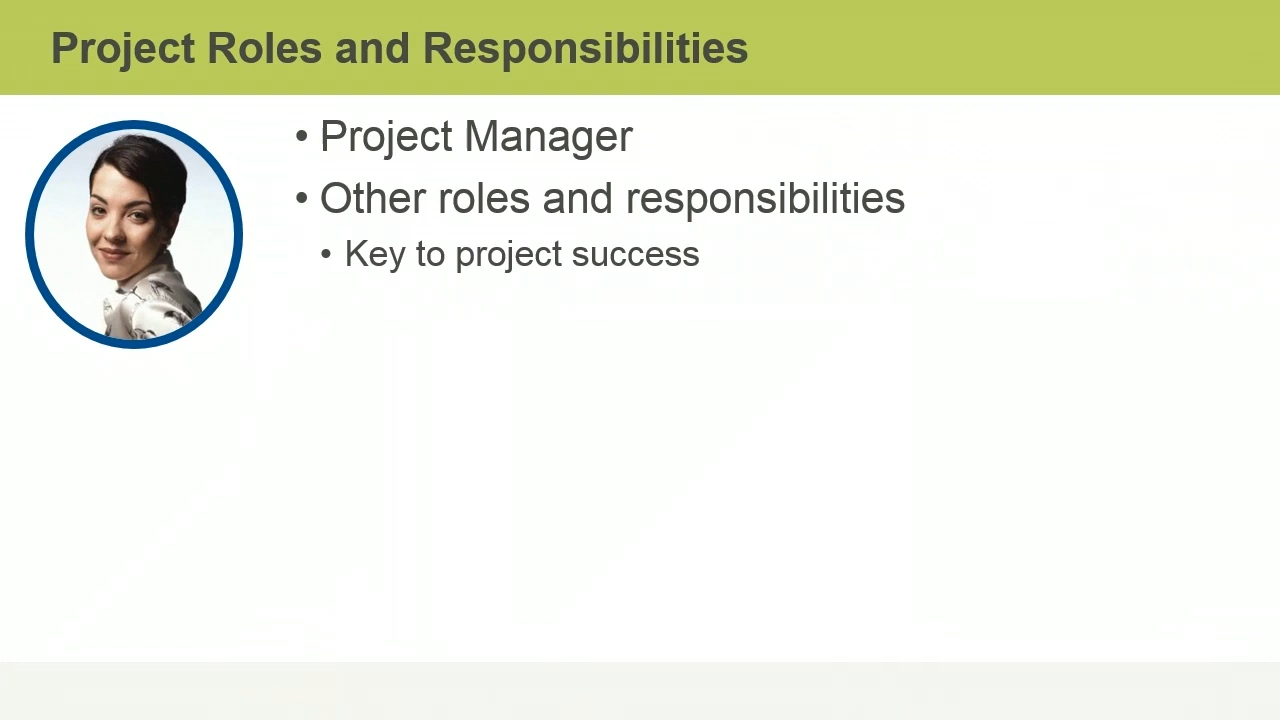 Project Roles and Responsibilities
• Project Manager
• Other roles and responsibilities
• Key to project success